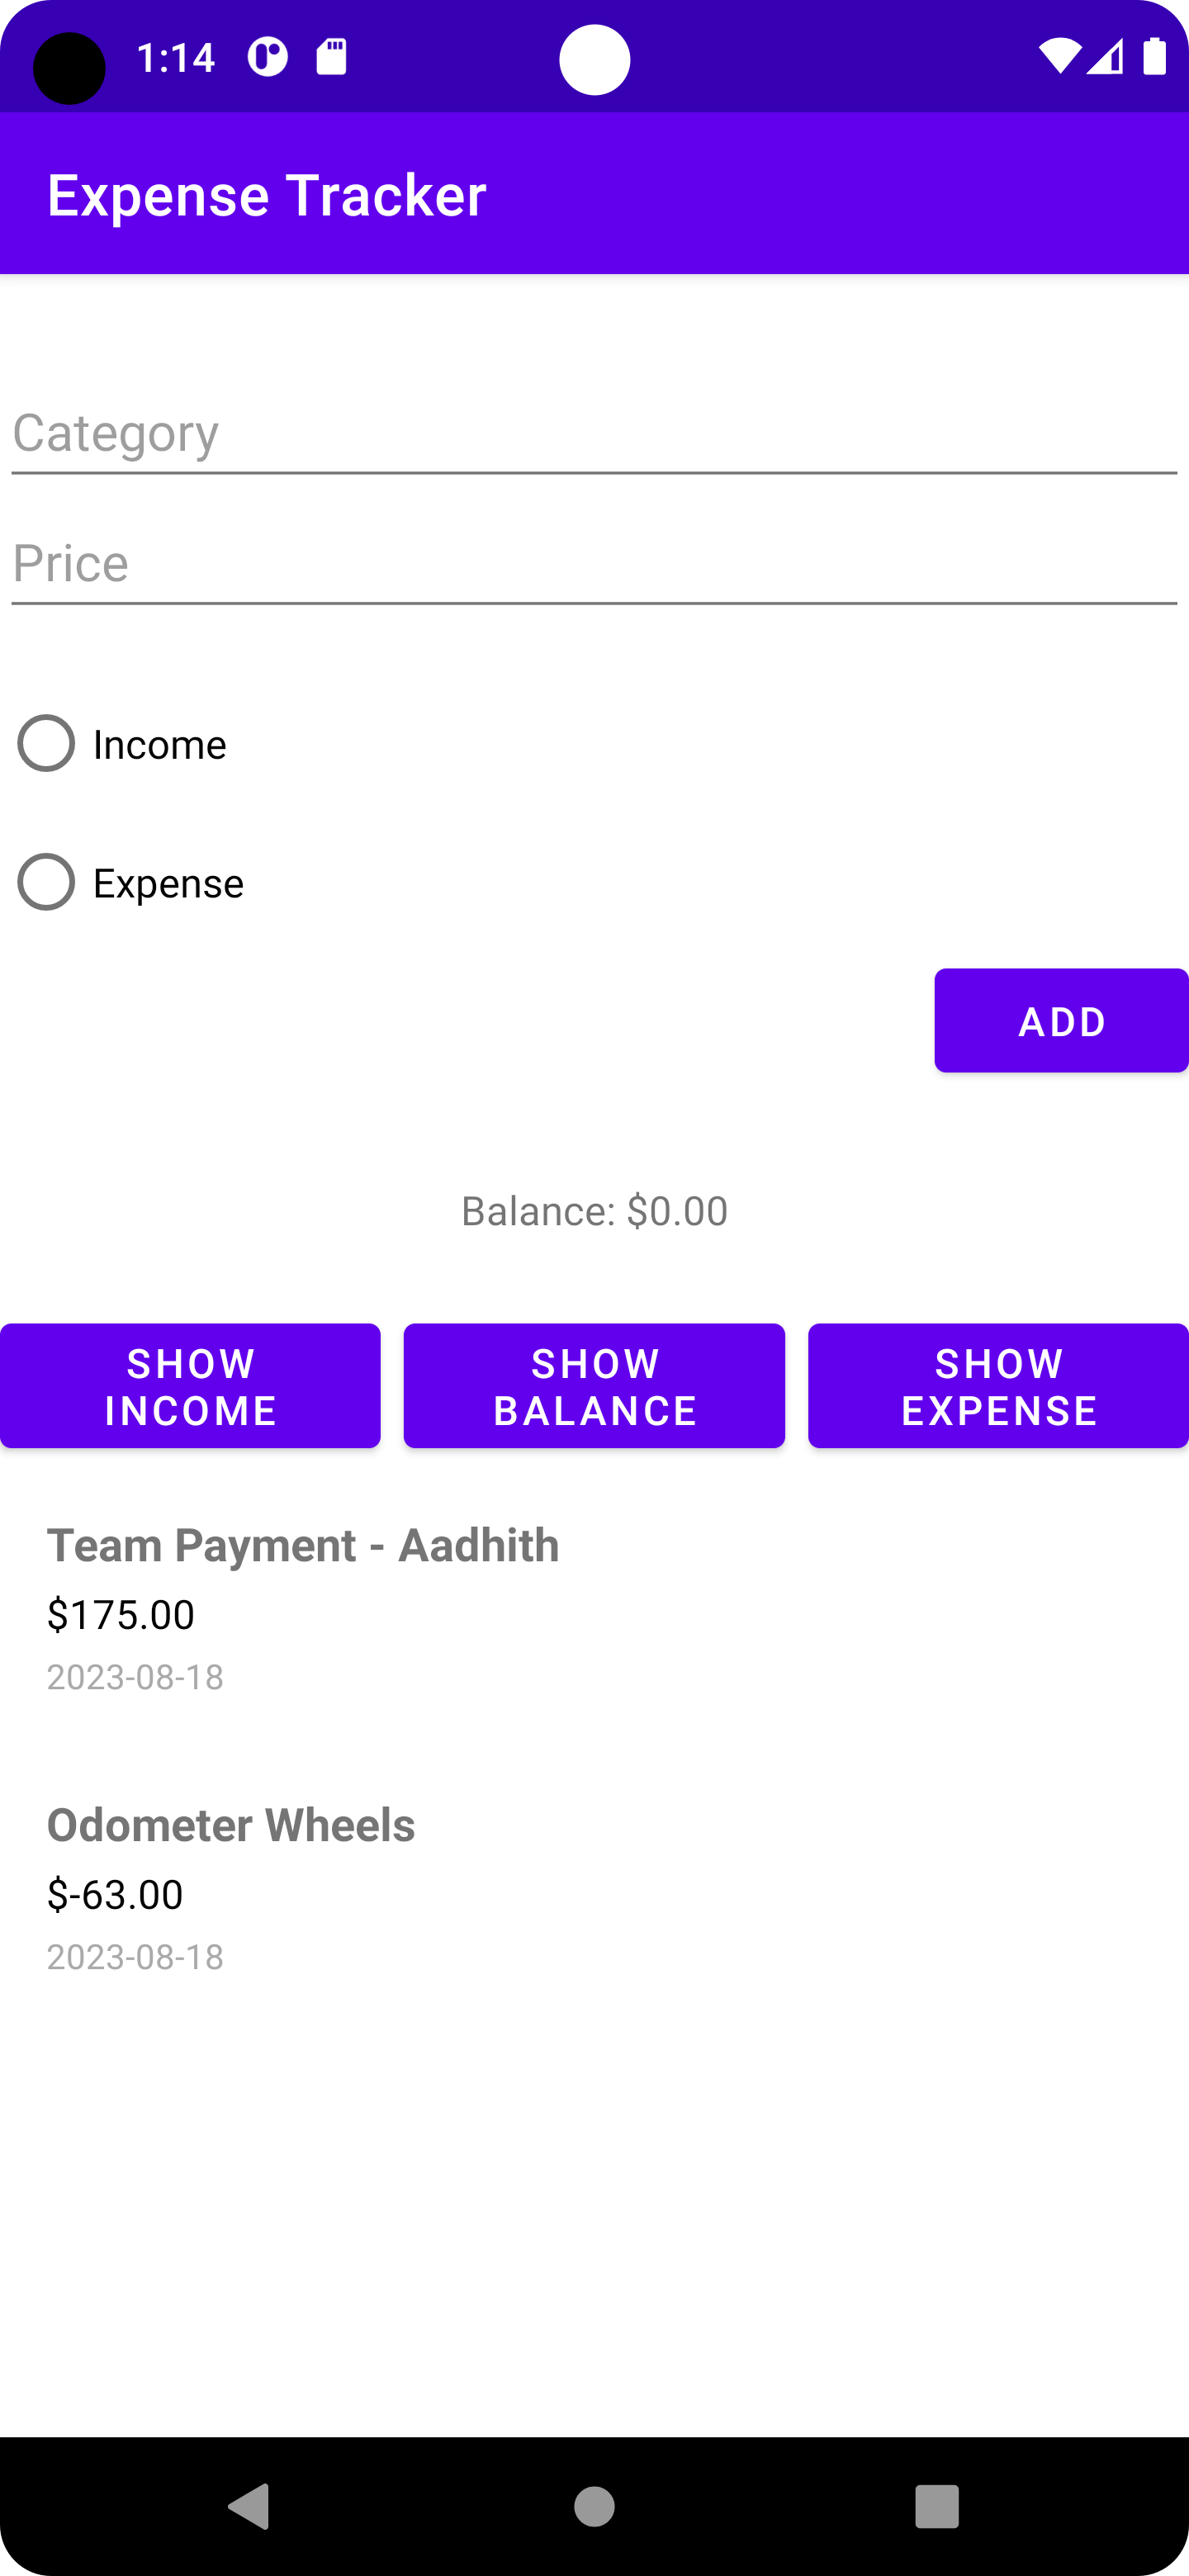 1:14
Expense Tracker
Category
Price
Income
Expense
ADD
Balance: $0.00
SHOW
INCOME
SHOW
BALANCE
SHOW
EXPENSE
Team Payment - Aadhith
$175.00
2023-08-18
Odometer Wheels
$-63.00
2023-08-18